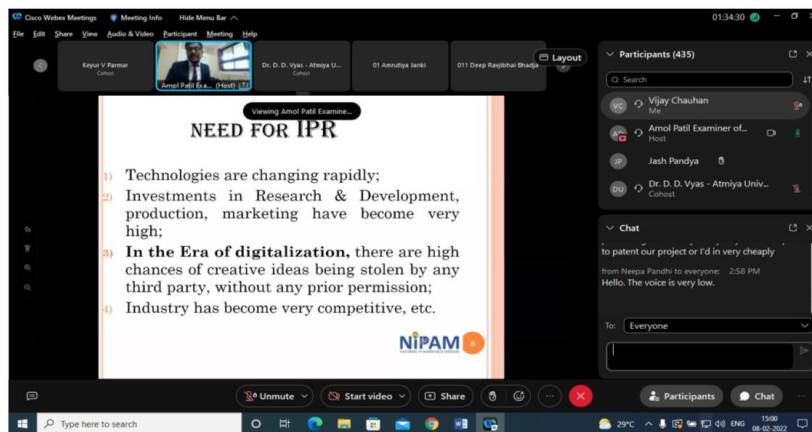 Cisco Webex Meetings
Meeting Info
Hide Menu Bar
01:34:30
File Edit Share View Audio & Video Participant Meeting Help
Keyur V Parmar
Cohost
Amol Patil Exa... (Host)
Dr. D. D. Vyas - Atmiya U...
Cohost
01 Amrutiya Janki
011 Deep Ravjibhai Bhadja
Layout
Viewing Amol Patil Examine...
NEED FOR IPR
1) Technologies are changing rapidly;
2) Investments in Research & Development,
production, marketing have become very
high;
3) In the Era of digitalization, there are high
chances of creative ideas being stolen by any
third party, without any prior permission;
4) Industry has become very competitive, etc.
NIPAM
8
Participants (435)
Search
VC Vijay Chauhan
Me
Amol Patil Examiner of...
Host
JP Jash Pandya
DU Dr. D. D. Vyas - Atmiya Univ...
Cohost
Chat
to patent our project or I'd in very cheaply
from Neepa Pandhi to everyone: 2:58 PM
Hello. The voice is very low.
To: Everyone
Unmute
Start video
Share
Participants
Chat
Type here to search
29°C
ENG
15:00
08-02-2022